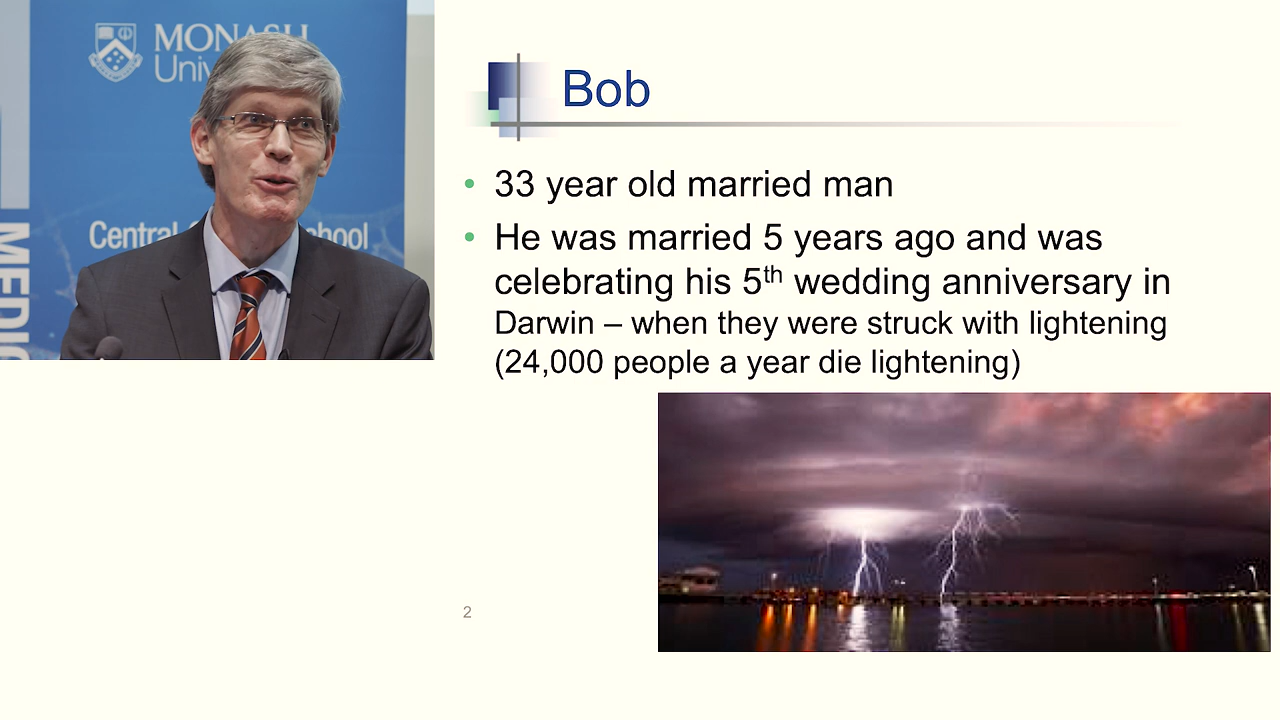 MONASH
Univ
Central
chool
MEDIC
Bob
• 33 year old married man
• He was married 5 years ago and was
celebrating his 5th wedding anniversary in
Darwin – when they were struck with lightening
(24,000 people a year die lightening)
2